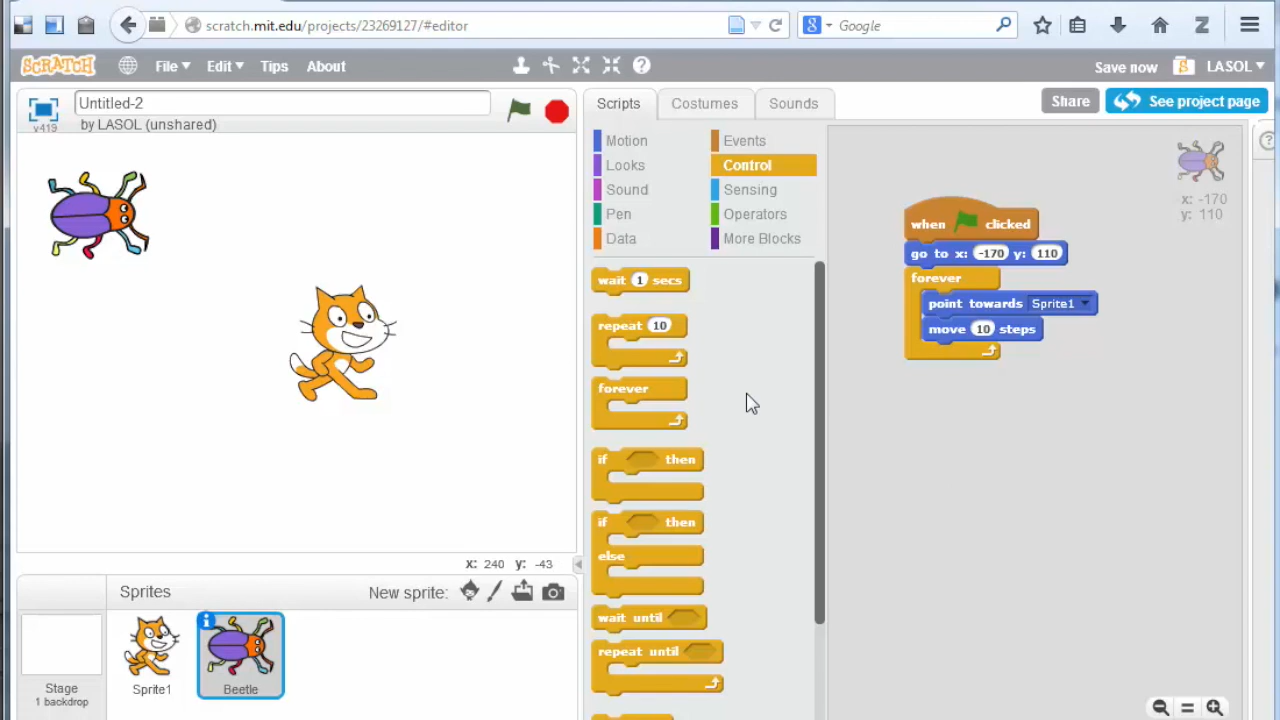 scratch.mit.edu/projects/23269127/#editor
Google
SCRATCH
File
Edit
Tips
About
Save now
LASOL
Untitled-2
by LASOL (unshared)
v419
Scripts
Costumes
Sounds
Share
See project page
Motion
Events
Looks
Control
Sound
Sensing
Pen
Operators
Data
More Blocks
x: -170
y: 110
when clicked
go to x: -170 y: 110
forever
point towards Sprite1
move 10 steps
wait 1 secs
repeat 10
forever
if then
if then
else
wait until
repeat until
x: 240 y: -43
Sprites
New sprite:
Stage
1 backdrop
Sprite1
Beetle